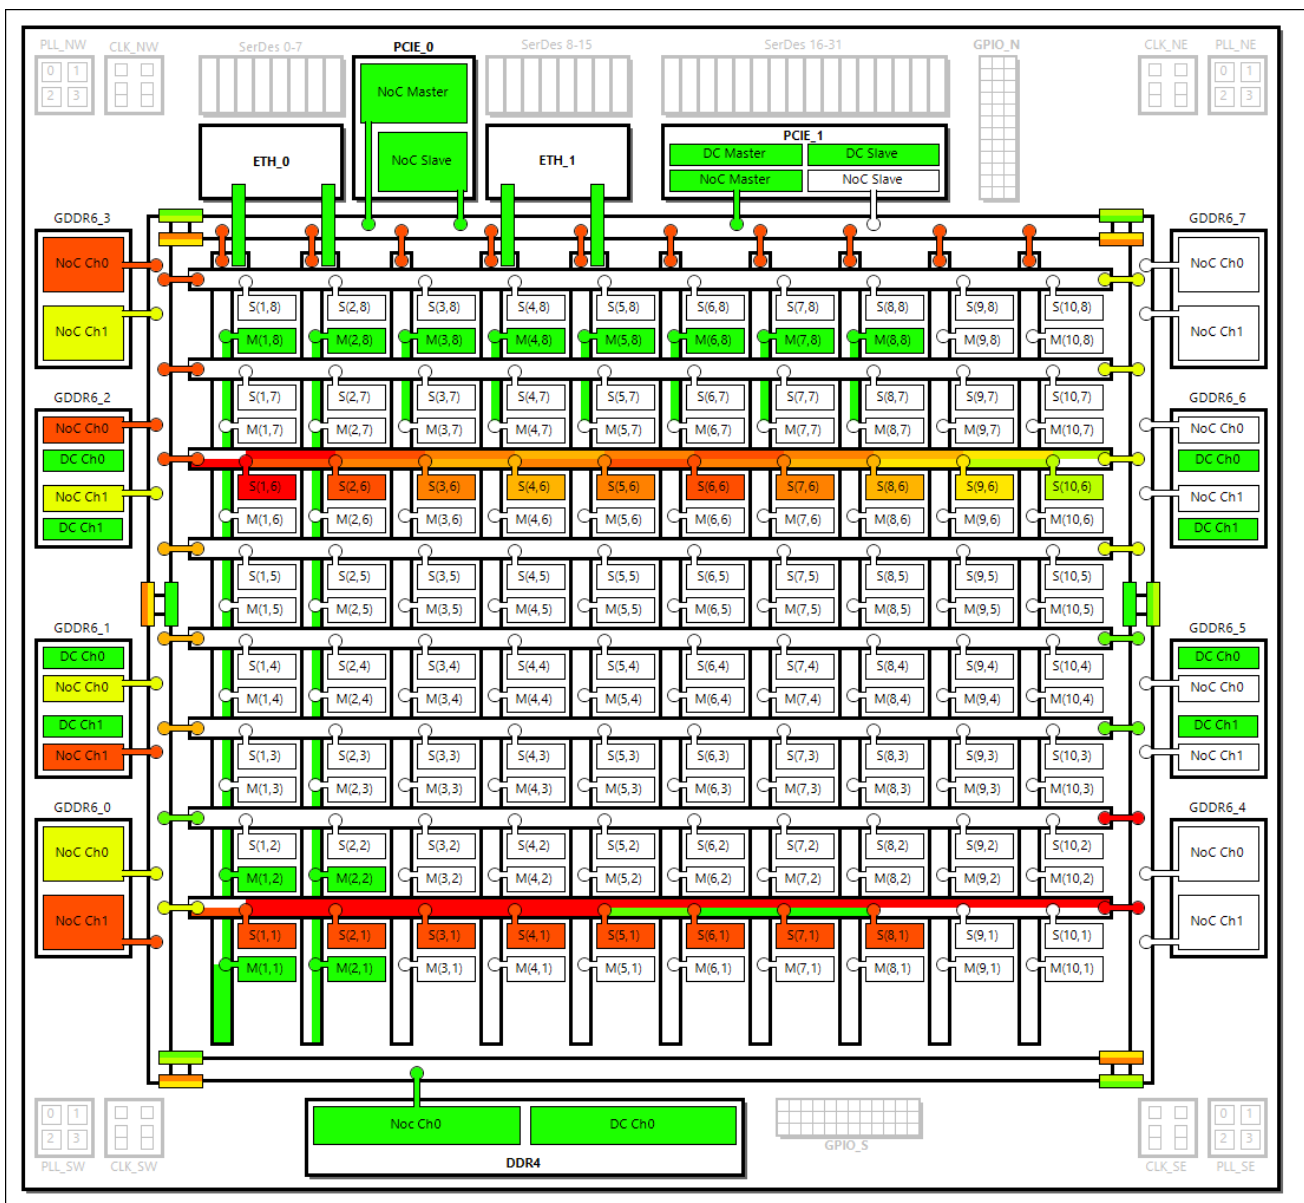 PLL_NW CLK_NW SerDes 0-7 PCIE_0 SerDes 8-15 SerDes 16-31 GPIO_N CLK_NE PLL_NE
0 1 0 1
2 3 2 3
NoC Master
ETH_0 NoC Slave ETH_1 PCIE_1
DC Master DC Slave
NoC Master NoC Slave
GDDR6_3 GDDR6_7
NoC Ch0 NoC Ch0
S(1,8) S(2,8) S(3,8) S(4,8) S(5,8) S(6,8) S(7,8) S(8,8) S(9,8) S(10,8)
NoC Ch1 M(1,8) M(2,8) M(3,8) M(4,8) M(5,8) M(6,8) M(7,8) M(8,8) M(9,8) M(10,8) NoC Ch1
GDDR6_2 S(1,7) S(2,7) S(3,7) S(4,7) S(5,7) S(6,7) S(7,7) S(8,7) S(9,7) S(10,7) GDDR6_6
NoC Ch0 M(1,7) M(2,7) M(3,7) M(4,7) M(5,7) M(6,7) M(7,7) M(8,7) M(9,7) M(10,7) NoC Ch0
DC Ch0 DC Ch0
NoC Ch1 S(1,6) S(2,6) S(3,6) S(4,6) S(5,6) S(6,6) S(7,6) S(8,6) S(9,6) S(10,6) NoC Ch1
DC Ch1 M(1,6) M(2,6) M(3,6) M(4,6) M(5,6) M(6,6) M(7,6) M(8,6) M(9,6) M(10,6) DC Ch1
S(1,5) S(2,5) S(3,5) S(4,5) S(5,5) S(6,5) S(7,5) S(8,5) S(9,5) S(10,5)
M(1,5) M(2,5) M(3,5) M(4,5) M(5,5) M(6,5) M(7,5) M(8,5) M(9,5) M(10,5)
GDDR6_1 GDDR6_5
DC Ch0 S(1,4) S(2,4) S(3,4) S(4,4) S(5,4) S(6,4) S(7,4) S(8,4) S(9,4) S(10,4) DC Ch0
NoC Ch0 M(1,4) M(2,4) M(3,4) M(4,4) M(5,4) M(6,4) M(7,4) M(8,4) M(9,4) M(10,4) NoC Ch0
DC Ch1 DC Ch1
NoC Ch1 S(1,3) S(2,3) S(3,3) S(4,3) S(5,3) S(6,3) S(7,3) S(8,3) S(9,3) S(10,3) NoC Ch1
M(1,3) M(2,3) M(3,3) M(4,3) M(5,3) M(6,3) M(7,3) M(8,3) M(9,3) M(10,3)
GDDR6_0 GDDR6_4
NoC Ch0 S(1,2) S(2,2) S(3,2) S(4,2) S(5,2) S(6,2) S(7,2) S(8,2) S(9,2) S(10,2) NoC Ch0
M(1,2) M(2,2) M(3,2) M(4,2) M(5,2) M(6,2) M(7,2) M(8,2) M(9,2) M(10,2)
NoC Ch1 S(1,1) S(2,1) S(3,1) S(4,1) S(5,1) S(6,1) S(7,1) S(8,1) S(9,1) S(10,1) NoC Ch1
M(1,1) M(2,1) M(3,1) M(4,1) M(5,1) M(6,1) M(7,1) M(8,1) M(9,1) M(10,1)
0 1 0 1
Noc Ch0 DC Ch0
2 3 2 3
PLL_SW CLK_SW DDR4 GPIO_S CLK_SE PLL_SE